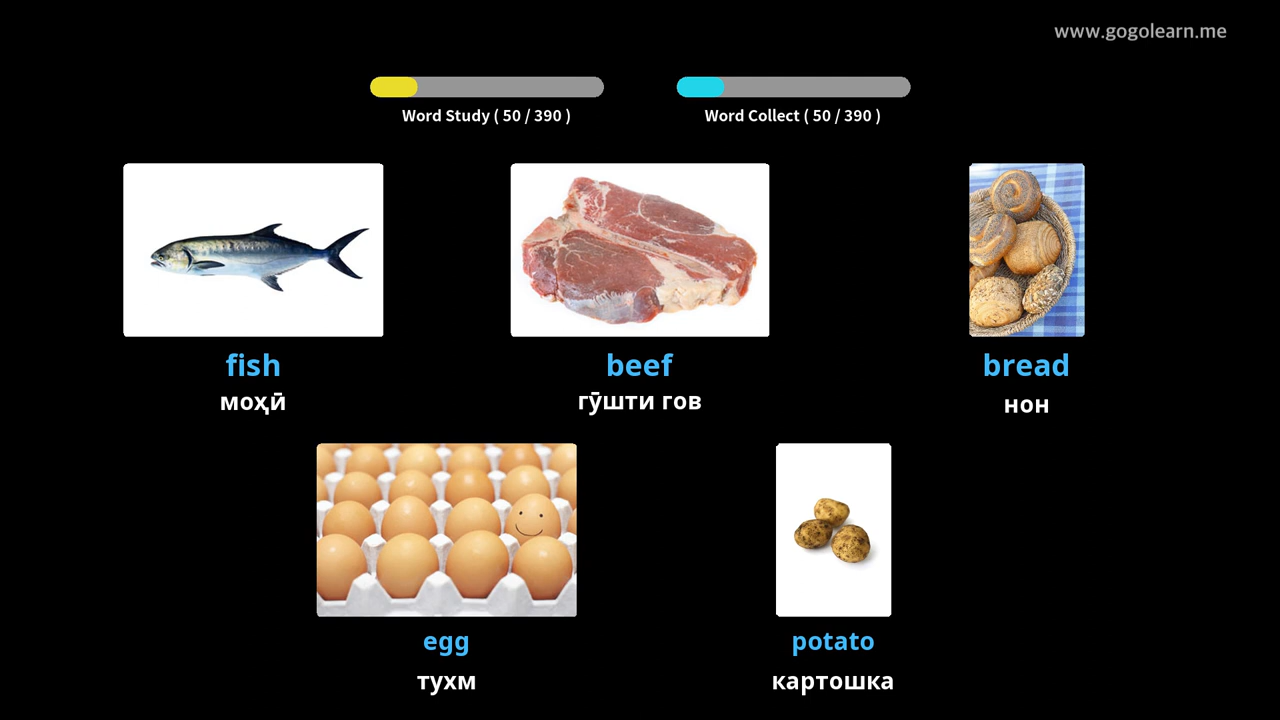 www.gogolearn.me
Word Study ( 50 / 390 )
Word Collect ( 50 / 390 )
fish
моҳӣ
beef
гӯшти гов
bread
нон
egg
тухм
potato
картошка